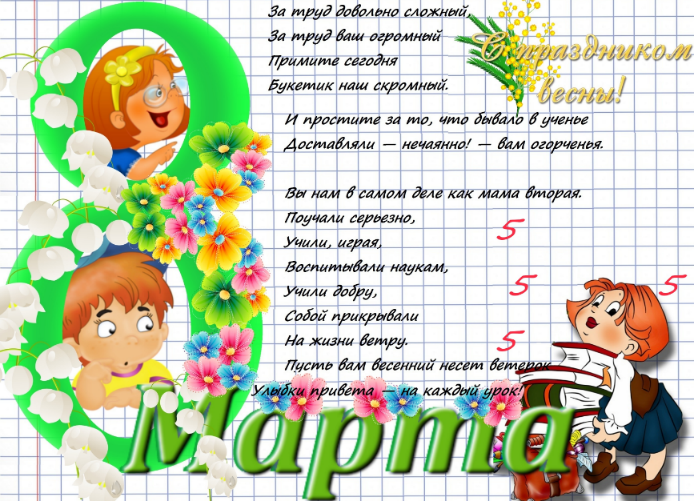 За труд довольно сложный,
За труд ваш огромный
Примите сегодня
Букетик наш скромный.
С праздником
весны!
И простите за то, что бывало в ученье
Доставляли — нечаянно! — вам огорченья.
Вы нам в самом деле как мама вторая.
Поучали серьезно,
Учили, играя,
Воспитывали наукам,
Учили добру,
Собой прикрывали
На жизни ветру.
Пусть вам весенний несет ветерок
Улыбки привета — на каждый урок!
5
5
5
5
8
Марта